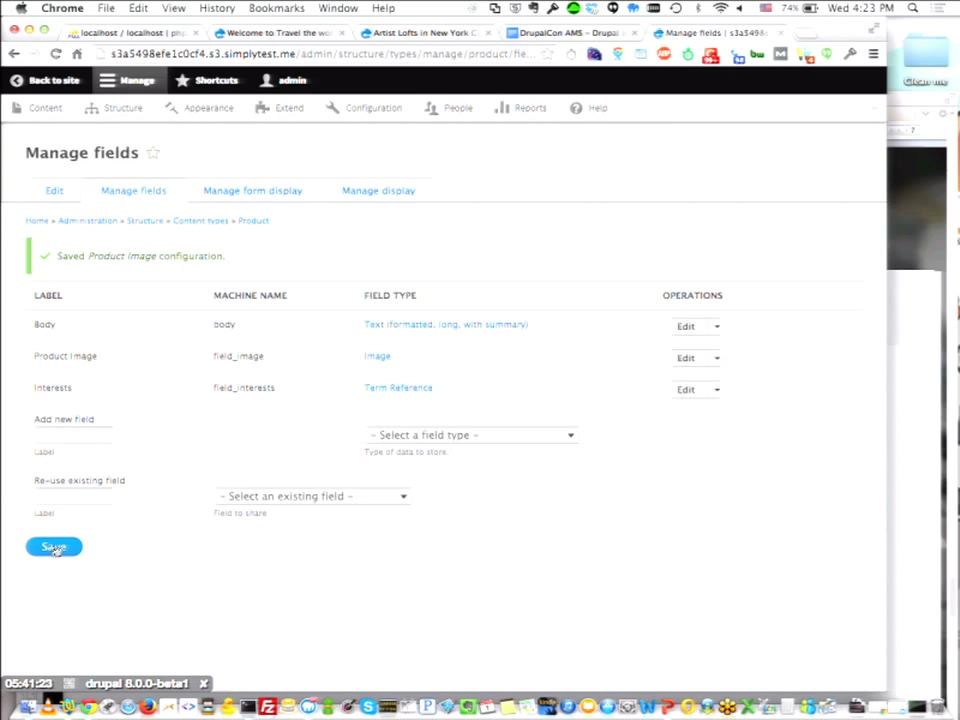 Chrome File Edit View History Bookmarks Window Help 74% Wed 4:23 PM
localhost / localhost | php Welcome to Travel the wo Artist Lofts in New York C DrupalCon AMS – Drupal Manage fields | s3a5498e
s3a5498efe1c0cf4.s3.simplytest.me/admin/structure/types/manage/product/fie...
Back to site Manage Shortcuts admin
Content Structure Appearance Extend Configuration People Reports Help
Clean me
Manage fields
Edit Manage fields Manage form display Manage display
Home » Administration » Structure » Content types » Product
Saved Product Image configuration.
LABEL MACHINE NAME FIELD TYPE OPERATIONS
Body body Text (formatted, long, with summary) Edit
Product Image field_image Image Edit
Interests field_interests Term Reference Edit
Add new field
– Select a field type –
Label Type of data to store.
Re-use existing field
– Select an existing field –
Label Field to share
Save
05:41:23 drupal 8.0.0-beta1 x